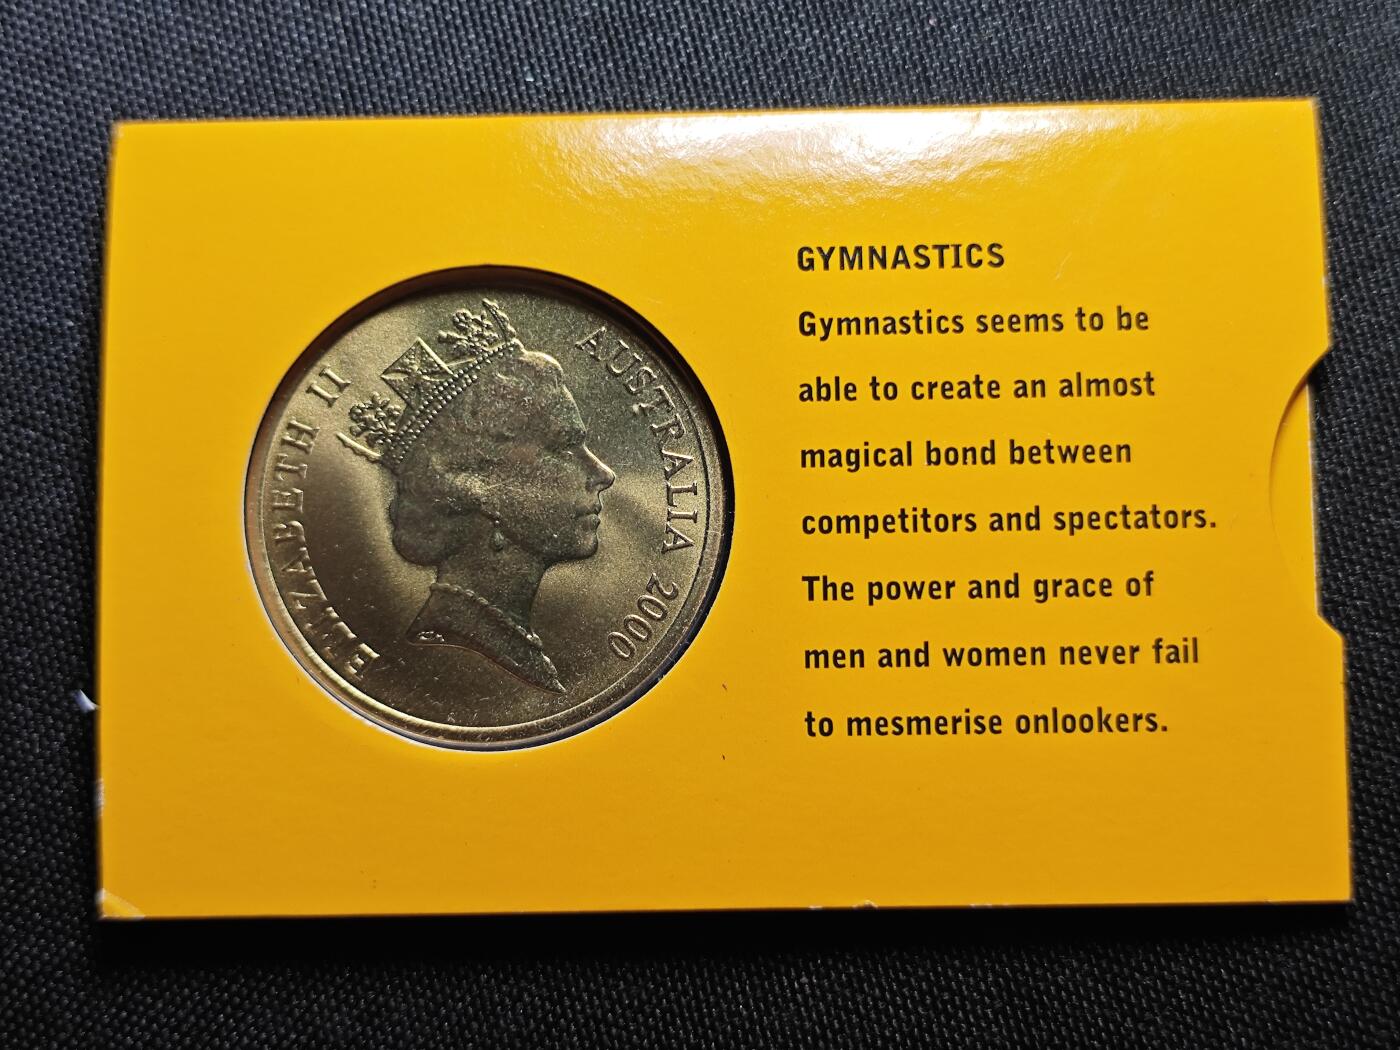 ELIZABETH II
AUSTRALIA 2000
GYMNASTICS
Gymnastics seems to be
able to create an almost
magical bond between
competitors and spectators.
The power and grace of
men and women never fail
to mesmerise onlookers.